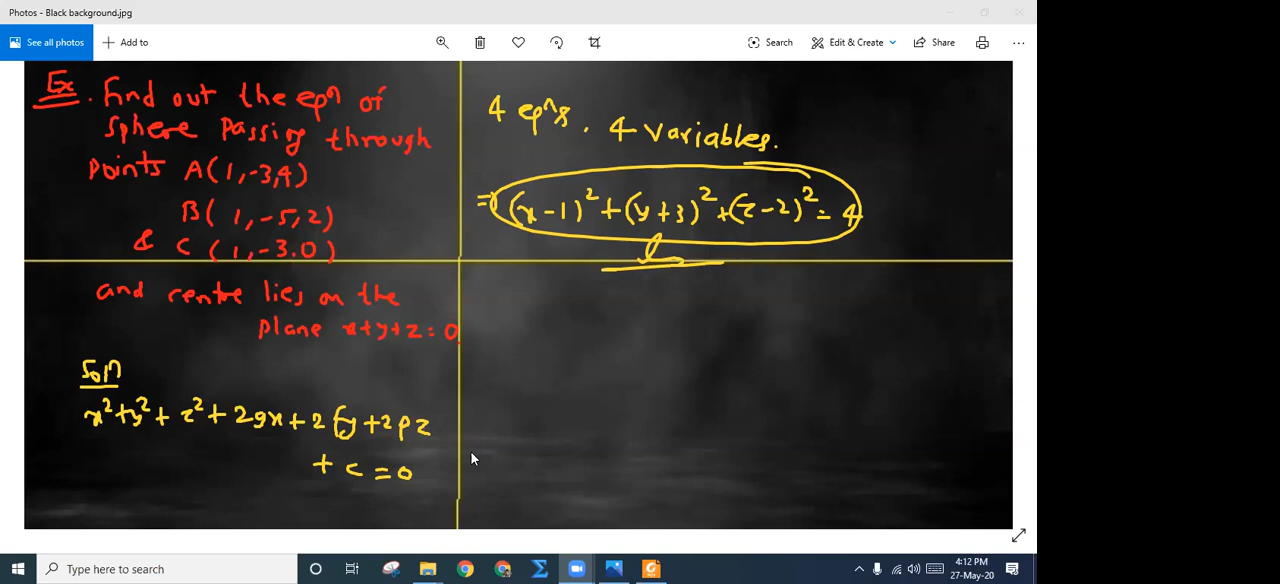 Photos - Black background.jpg
See all photos
Add to
Search
Edit & Create
Share
Ex. Find out the eqⁿ of
sphere passing through
points A(1,-3,4)
B(1,-5,2)
& C (1,-3.0)
and centre lies on the
plane x+y+z=0
Solⁿ
x²+y²+z²+2gx+2fy+2pz
+c=0
4 eqⁿs. 4 variables.
=> (x-1)²+(y+3)²+(z-2)²=4
Type here to search
4:12 PM
27-May-20